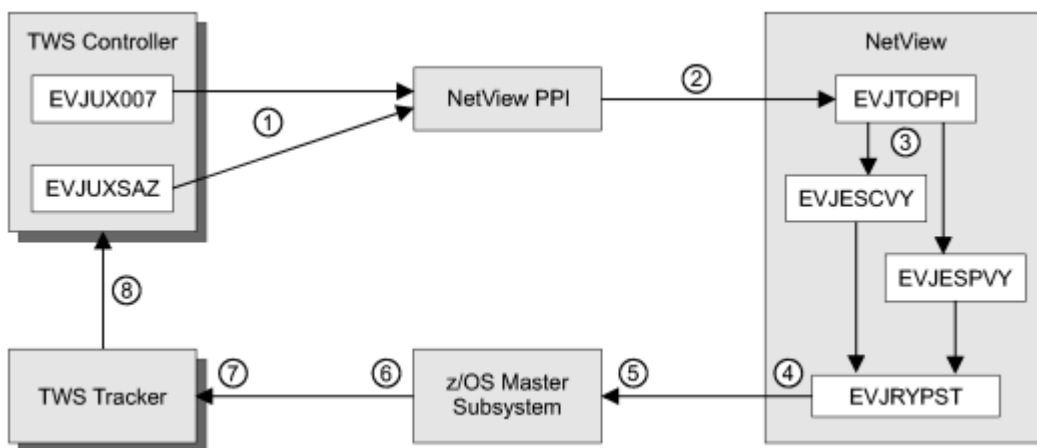 TWS Controller
EVJUX007
①
EVJUXSAZ
NetView PPI
②
NetView
EVJTOPPI
③
EVJESCVY
EVJESPVY
⑧
TWS Tracker
⑦
⑥
z/OS Master
Subsystem
⑤
④
EVJRYPST